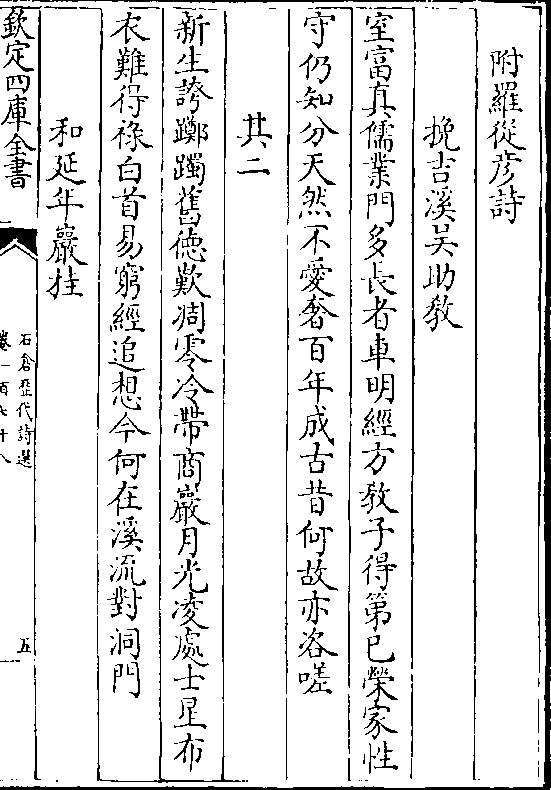 附羅從彥詩
挽吉溪吴助教
室富真儒業門多長者車明經方教子得第已榮家性
守仍知分天然不愛奢百年成古昔何故亦咨嗟
其二
新生誇躑躅舊徳歎凋零冷帶商巖月光凌處士星布
衣難得祿白首易窮經追想今何在溪流對洞門
和延年巖挂
欽定四庫全書
石倉歷代詩選
卷一百七十八
五